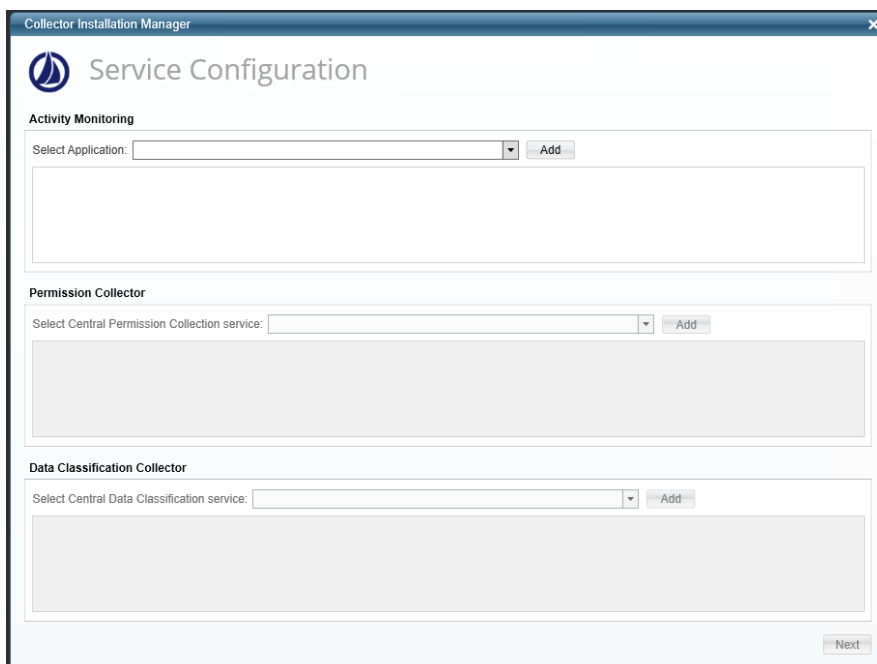 Collector Installation Manager
Service Configuration
Activity Monitoring
Select Application:
Add
Permission Collector
Select Central Permission Collection service:
Add
Data Classification Collector
Select Central Data Classification service:
Add
Next